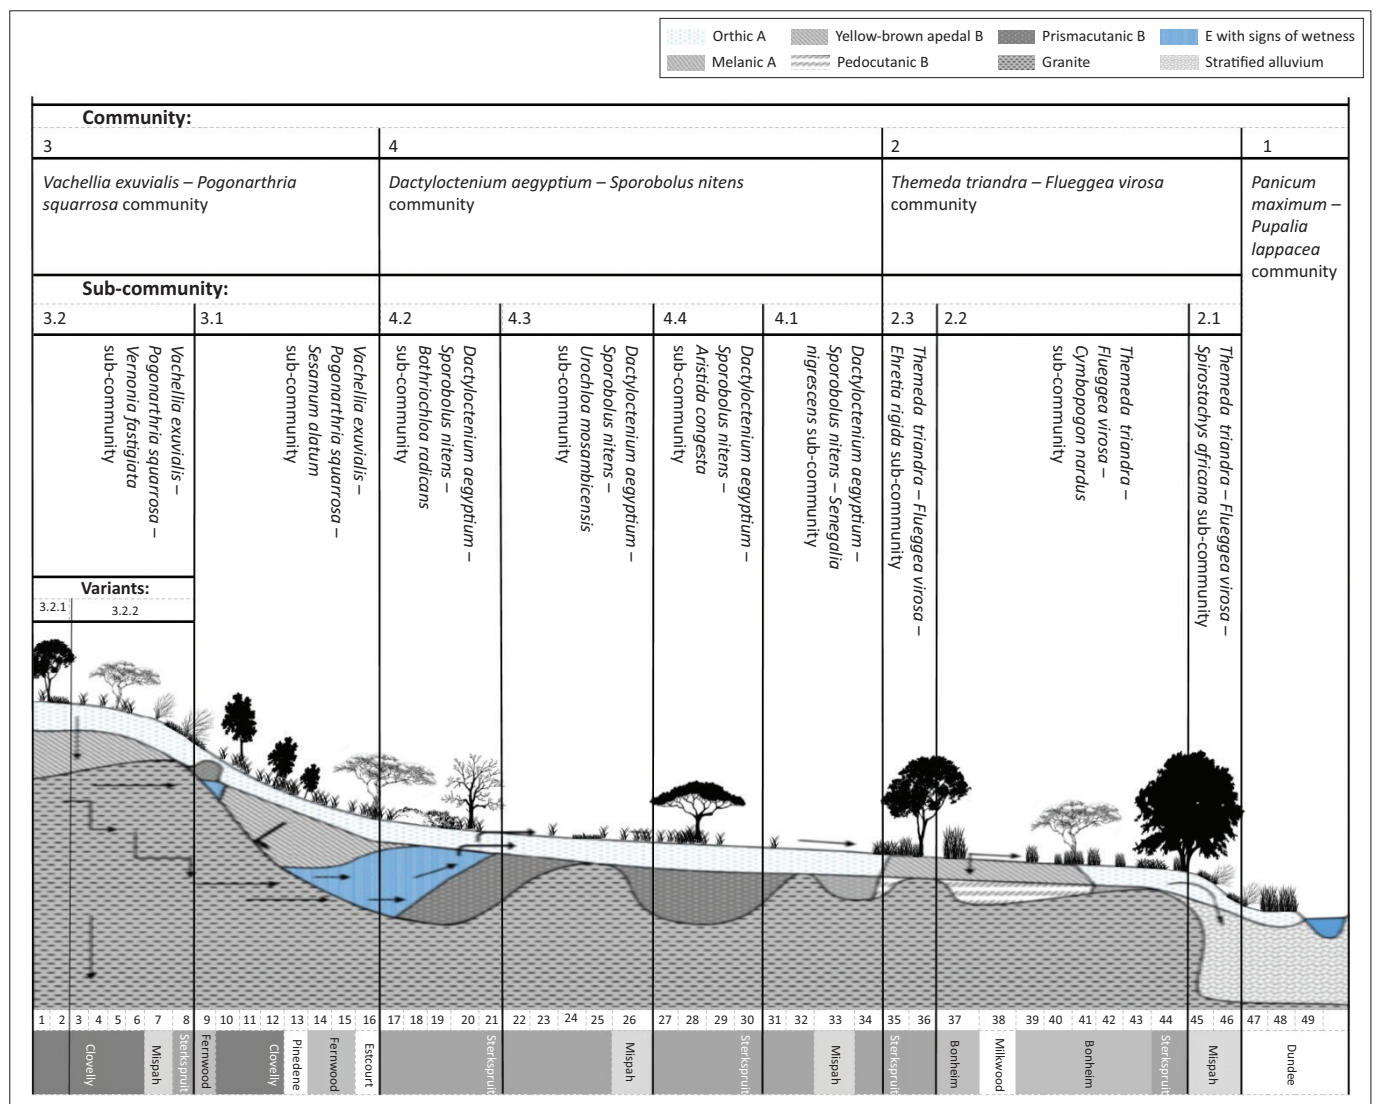 Orthic A
Yellow-brown apedal B
Prismacutanic B
E with signs of wetness
Melanic A
Pedocutanic B
Granite
Stratified alluvium
Community:
3
4
2
1
Vachellia exuvialis – Pogonarthria
squarrosa community
Dactyloctenium aegyptium – Sporobolus nitens
community
Themeda triandra – Flueggea virosa
community
Panicum
maximum –
Pupalia
lappacea
community
Sub-community:
3.2
3.1
4.2
4.3
4.4
4.1
2.3
2.2
2.1
Vachellia exuvialis –
Pogonarthria squarrosa –
Vernonia fastigiata
sub-community
Vachellia exuvialis –
Pogonarthria squarrosa –
Sesamum alatum
sub-community
Dactyloctenium aegyptium –
Sporobolus nitens –
Bothriochloa radicans
sub-community
Dactyloctenium aegyptium –
Sporobolus nitens –
Urochloa mosambicensis
sub-community
Dactyloctenium aegyptium –
Sporobolus nitens –
Aristida congesta
sub-community
Dactyloctenium aegyptium –
Sporobolus nitens – Senegalia
nigrescens sub-community
Themeda triandra – Flueggea virosa –
Ehretia rigida sub-community
Themeda triandra –
Flueggea virosa –
Cymbopogon nardus
sub-community
Themeda triandra – Flueggea virosa –
Spirostachys africana sub-community
Variants:
3.2.1
3.2.2
1 2 3 4 5 6 7 8 9 10 11 12 13 14 15 16 17 18 19 20 21 22 23 24 25 26 27 28 29 30 31 32 33 34 35 36 37 38 39 40 41 42 43 44 45 46 47 48 49
Clovelly
Mispah
Sterkspruit
Fernwood
Clovelly
Pinedene
Fernwood
Estcourt
Sterkspruit
Mispah
Sterkspruit
Mispah
Sterkspruit
Bonheim
Milkwood
Bonheim
Sterkspruit
Mispah
Dundee